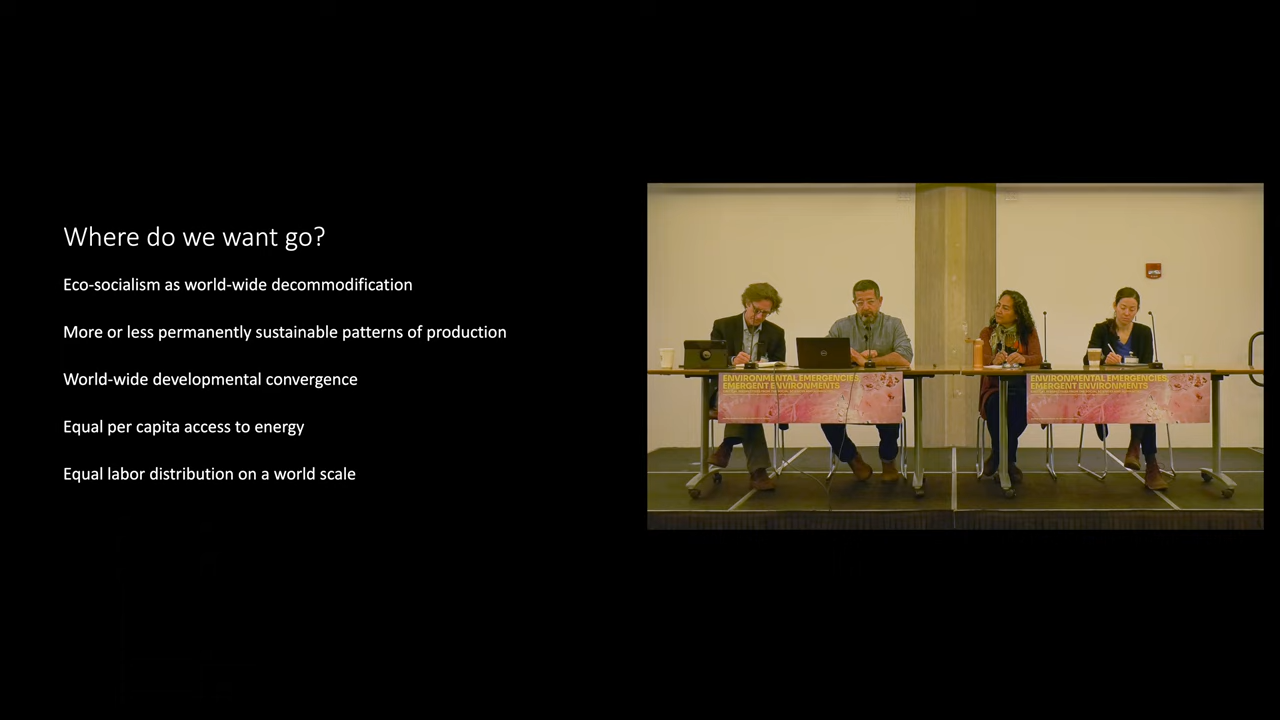 Where do we want go?
Eco-socialism as world-wide decommodification
More or less permanently sustainable patterns of production
World-wide developmental convergence
Equal per capita access to energy
Equal labor distribution on a world scale
ENVIRONMENTAL EMERGENCIES,
EMERGENT ENVIRONMENTS
ENVIRONMENTAL EMERGENCIES,
EMERGENT ENVIRONMENTS